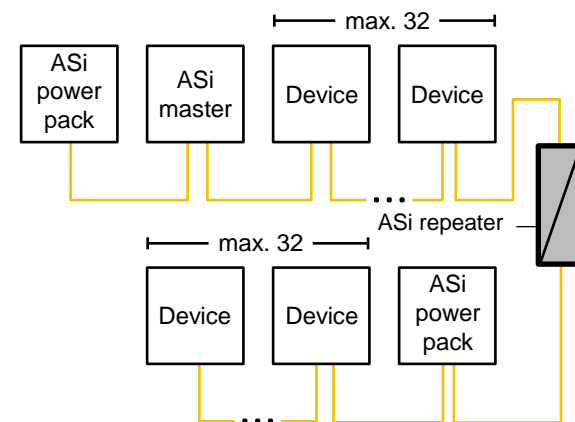 max. 32
ASi
power
pack
ASi
master
Device
Device
...
ASi repeater
max. 32
Device
Device
ASi
power
pack
...